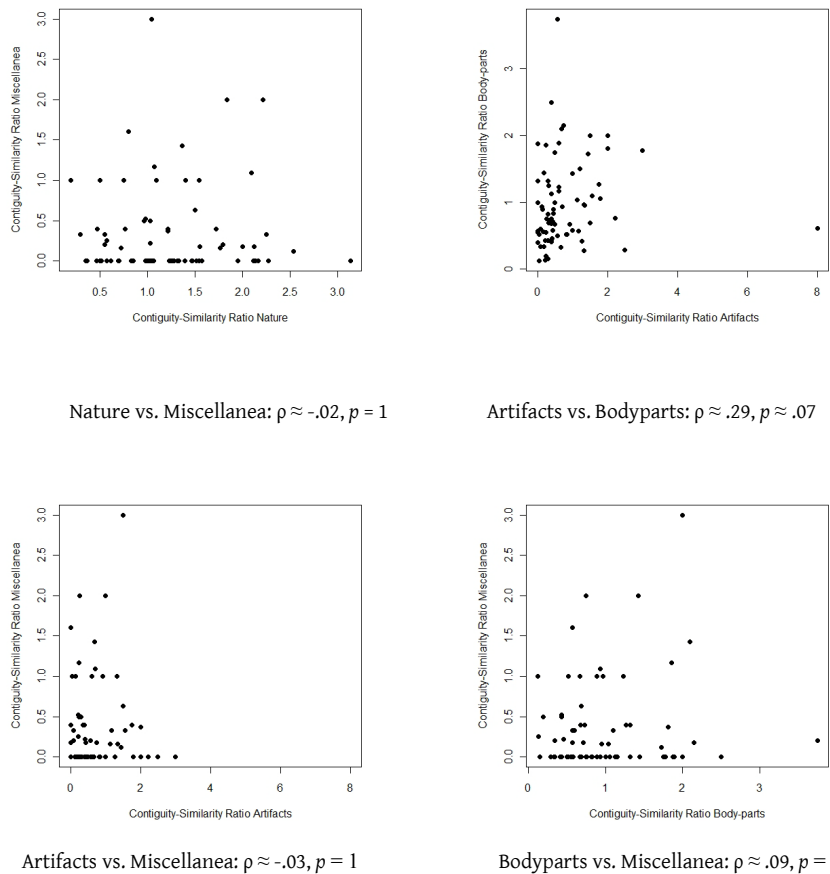 3.0
2.5
2.0
1.5
1.0
0.5
0.0
Contiguity-Similarity Ratio Miscellanea
0.5 1.0 1.5 2.0 2.5 3.0
Contiguity-Similarity Ratio Nature
3
2
1
0
Contiguity-Similarity Ratio Body-parts
0 2 4 6 8
Contiguity-Similarity Ratio Artifacts
Nature vs. Miscellanea: ρ ≈ -.02, p = 1
Artifacts vs. Bodyparts: ρ ≈ .29, p ≈ .07
3.0
2.5
2.0
1.5
1.0
0.5
0.0
Contiguity-Similarity Ratio Miscellanea
0 2 4 6 8
Contiguity-Similarity Ratio Artifacts
3.0
2.5
2.0
1.5
1.0
0.5
0.0
Contiguity-Similarity Ratio Miscellanea
0 1 2 3
Contiguity-Similarity Ratio Body-parts
Artifacts vs. Miscellanea: ρ ≈ -.03, p = 1
Bodyparts vs. Miscellanea: ρ ≈ .09, p =